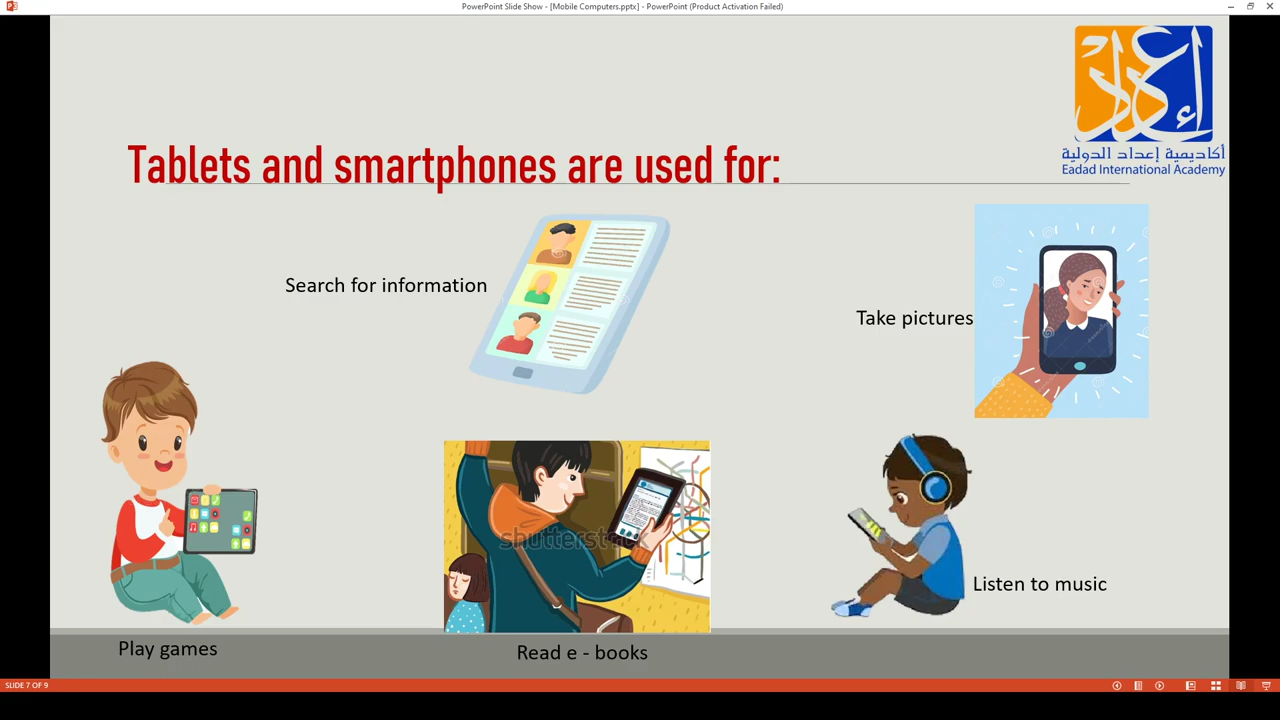 PowerPoint Slide Show - [Mobile Computers.pptx] - PowerPoint (Product Activation Failed)
إعداد
أكاديمية إعداد الدولية
Eadad International Academy
Tablets and smartphones are used for:
Search for information
Take pictures
Listen to music
Play games
Read e - books
SLIDE 7 OF 9